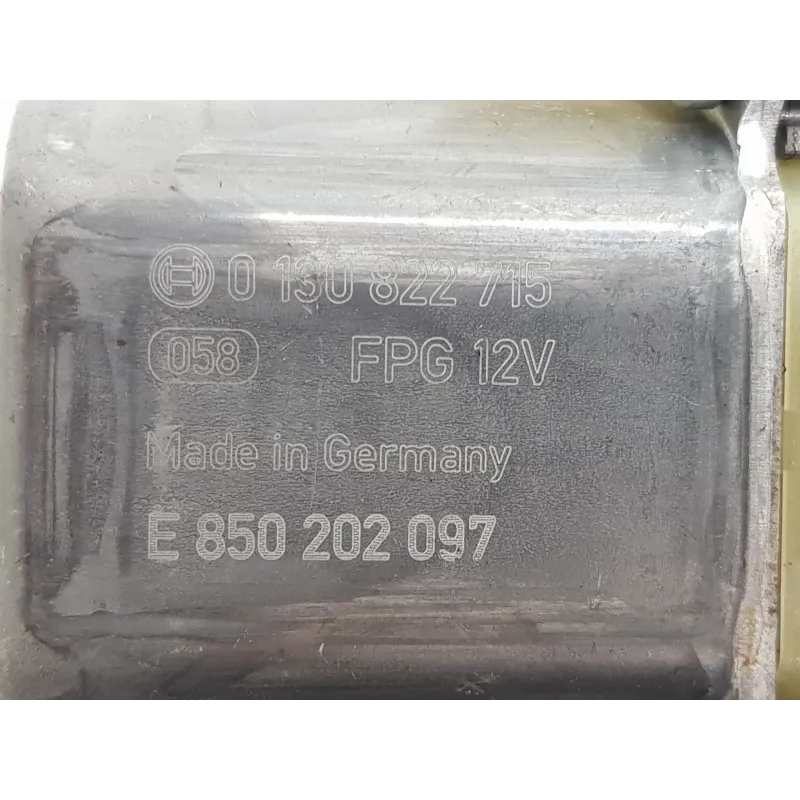 0 130 822 715
058 FPG 12V
Made in Germany
E 850 202 097